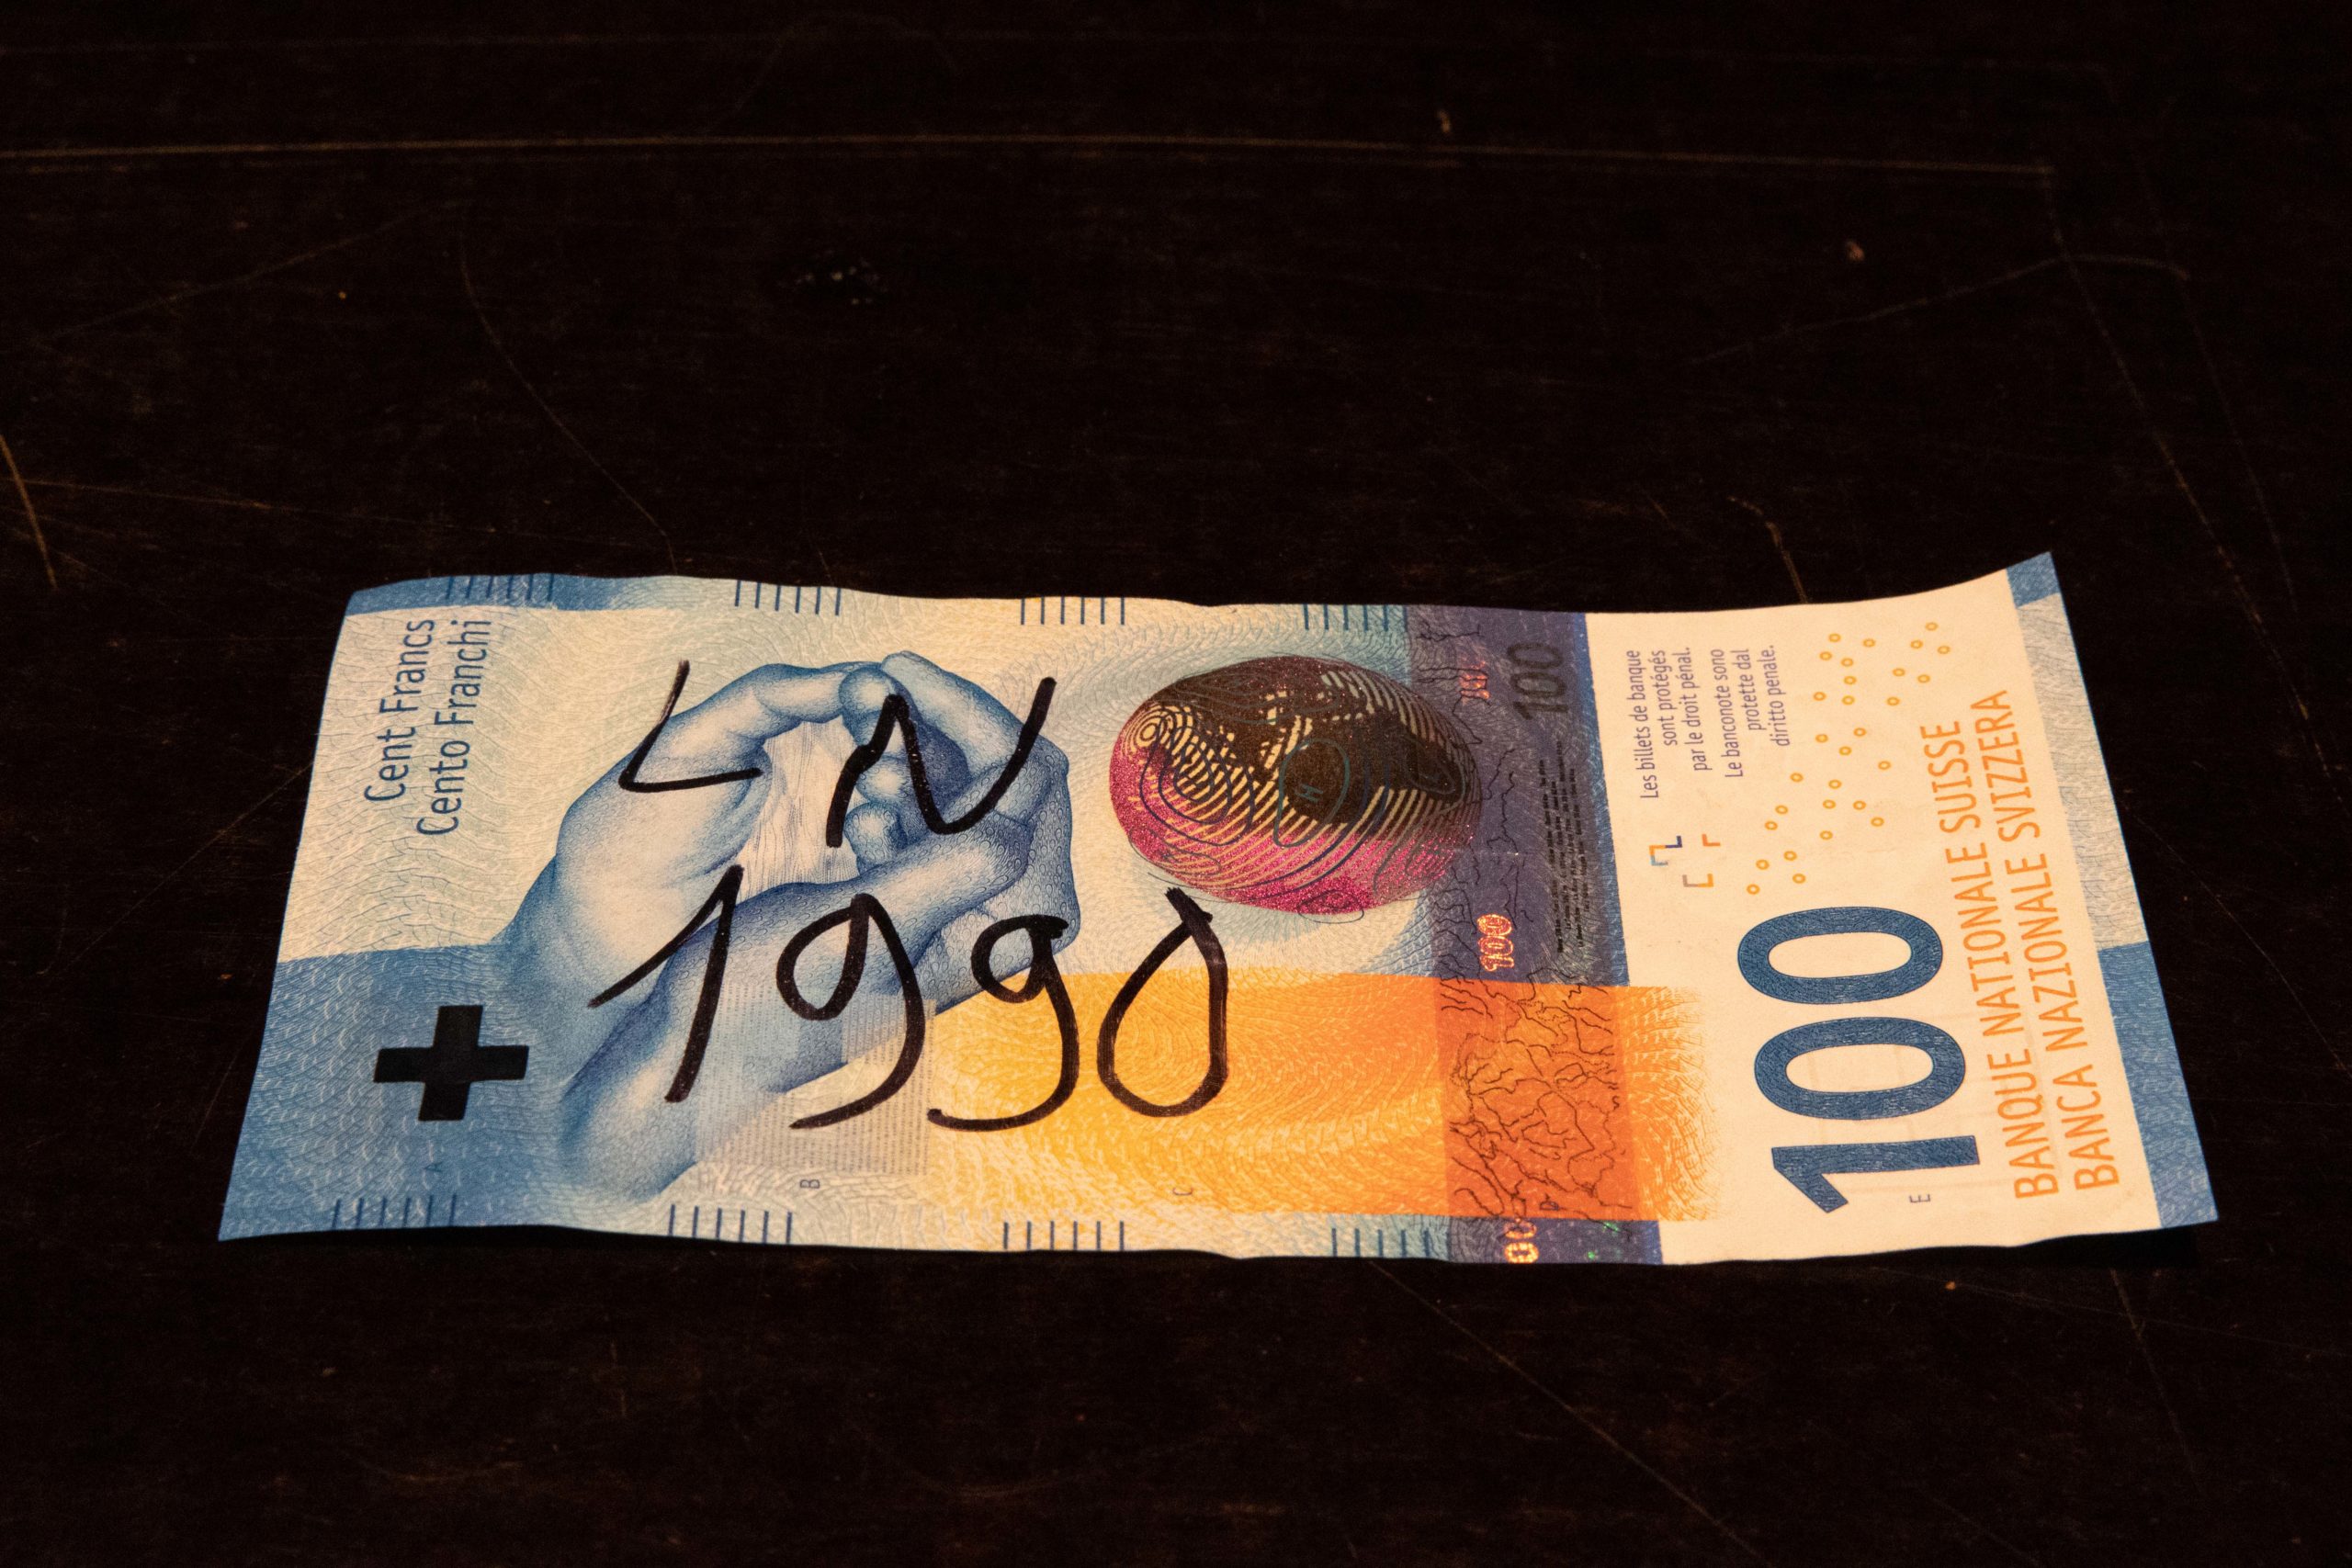 Cent Francs
Cento Franchi
LN
1990
100
100
100
Les billets de banque
sont protégés
par le droit pénal.
Le banconote sono
protette dal
diritto penale.
100
BANQUE NATIONALE SUISSE
BANCA NAZIONALE SVIZZERA
A
B
C
E